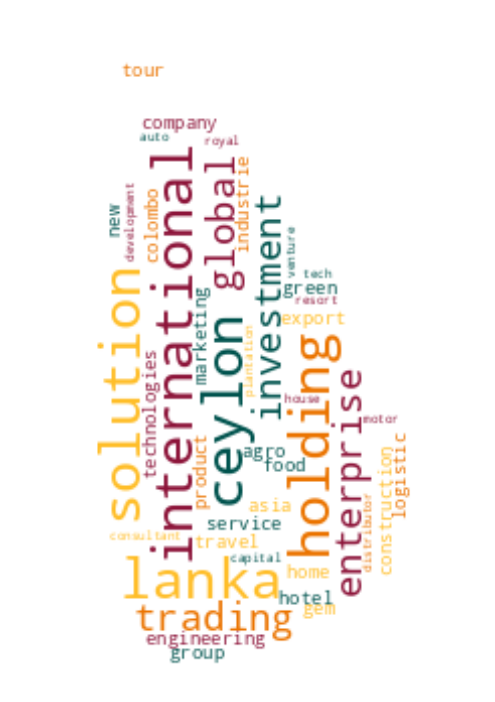 tour
company
auto
royal
international
global
industrie
development
colombo
new
investment
venture
tech
green
resort
solution
marketing
ceylon
export
plantation
holding
technologies
enterprise
house
motor
product
agro
food
logistic
construction
distributor
asia
service
consultant
travel
capital
lanka
home
hotel
gem
trading
engineering
group